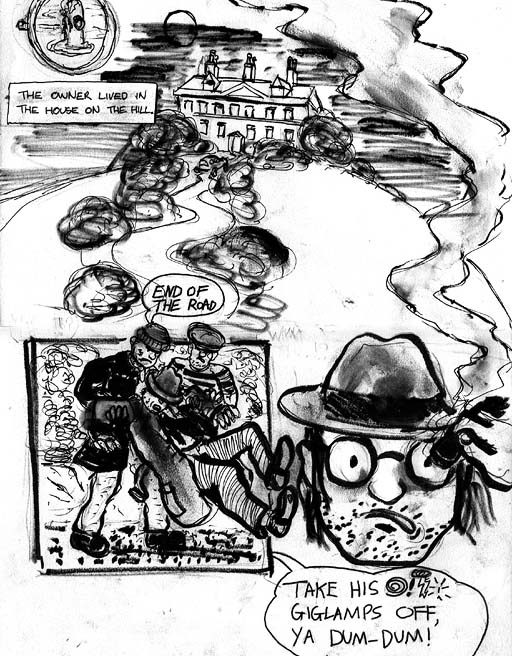 THE OWNER LIVED IN
THE HOUSE ON THE HILL.
END OF
THE ROAD
TAKE HIS @!
GIGLAMPS OFF,
YA DUM-DUM!